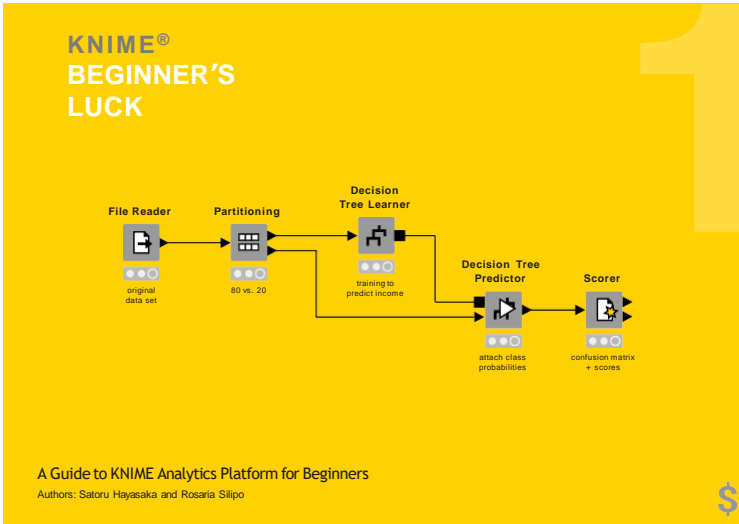 KNIME®
BEGINNER'S
LUCK
1
Decision
Tree Learner
File Reader
Partitioning
training to
predict income
original
data set
80 vs. 20
Decision Tree
Predictor
Scorer
attach class
probabilities
confusion matrix
+ scores
A Guide to KNIME Analytics Platform for Beginners
Authors: Satoru Hayasaka and Rosaria Silipo
$